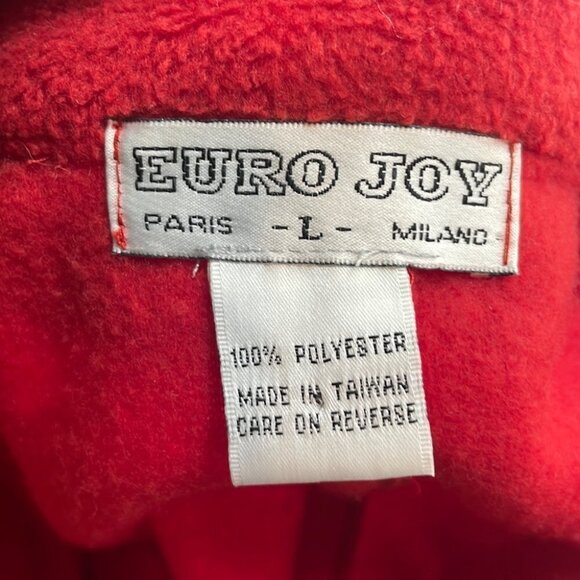 EURO JOY
PARIS - L - MILANO
100% POLYESTER
MADE IN TAIWAN
CARE ON REVERSE